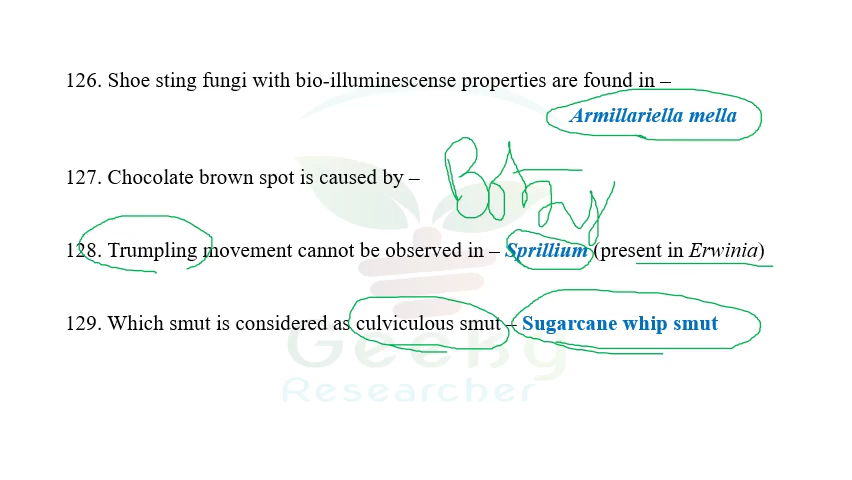 126. Shoe sting fungi with bio-illuminescense properties are found in –
Armillariella mella
127. Chocolate brown spot is caused by –
128. Trumpling movement cannot be observed in – Sprillium (present in Erwinia)
129. Which smut is considered as culviculous smut – Sugarcane whip smut
Researcher